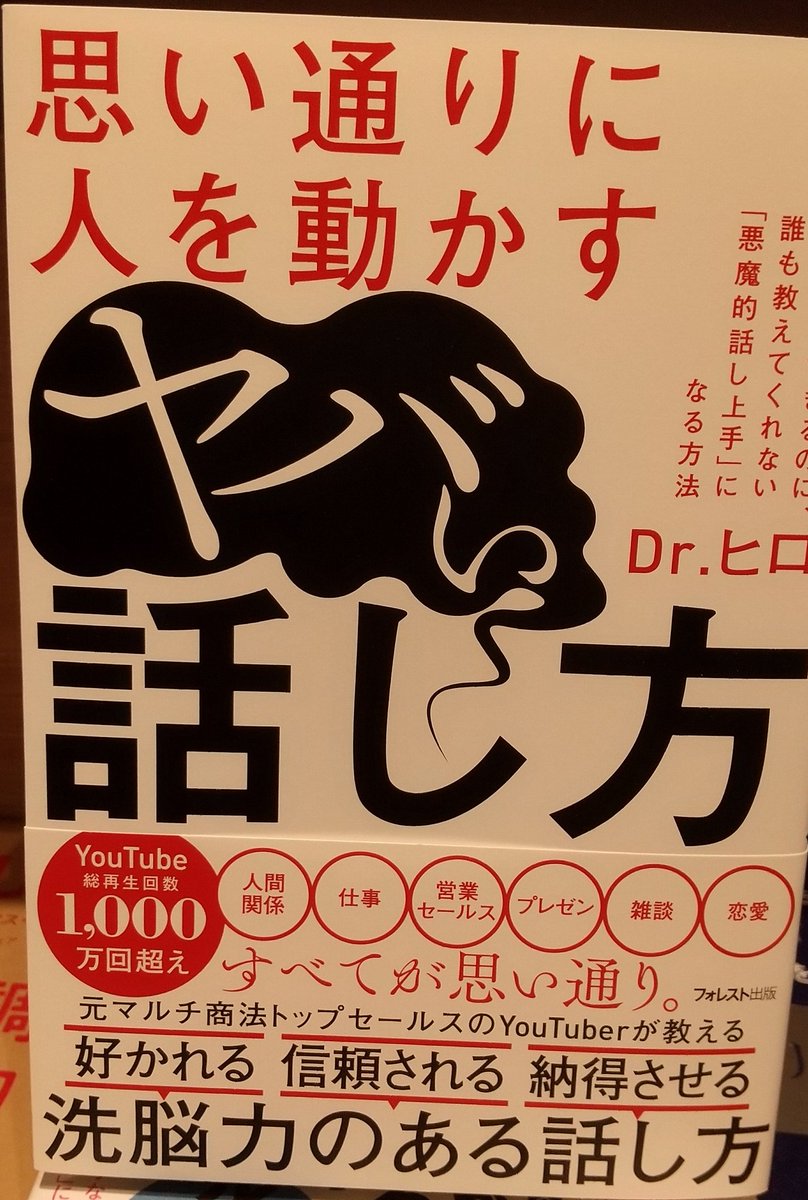 思い通りに
人を動かす
ヤバい
話し方
誰も教えてくれない
「悪魔的話し上手」に
なる方法
Dr.ヒロ
YouTube
総再生回数
1,000
万回超え
人間
関係
仕事
営業
セールス
プレゼン
雑談
恋愛
すべてが思い通り。
フォレスト出版
元マルチ商法トップセールスのYouTuberが教える
好かれる 信頼される 納得させる
洗脳力のある話し方